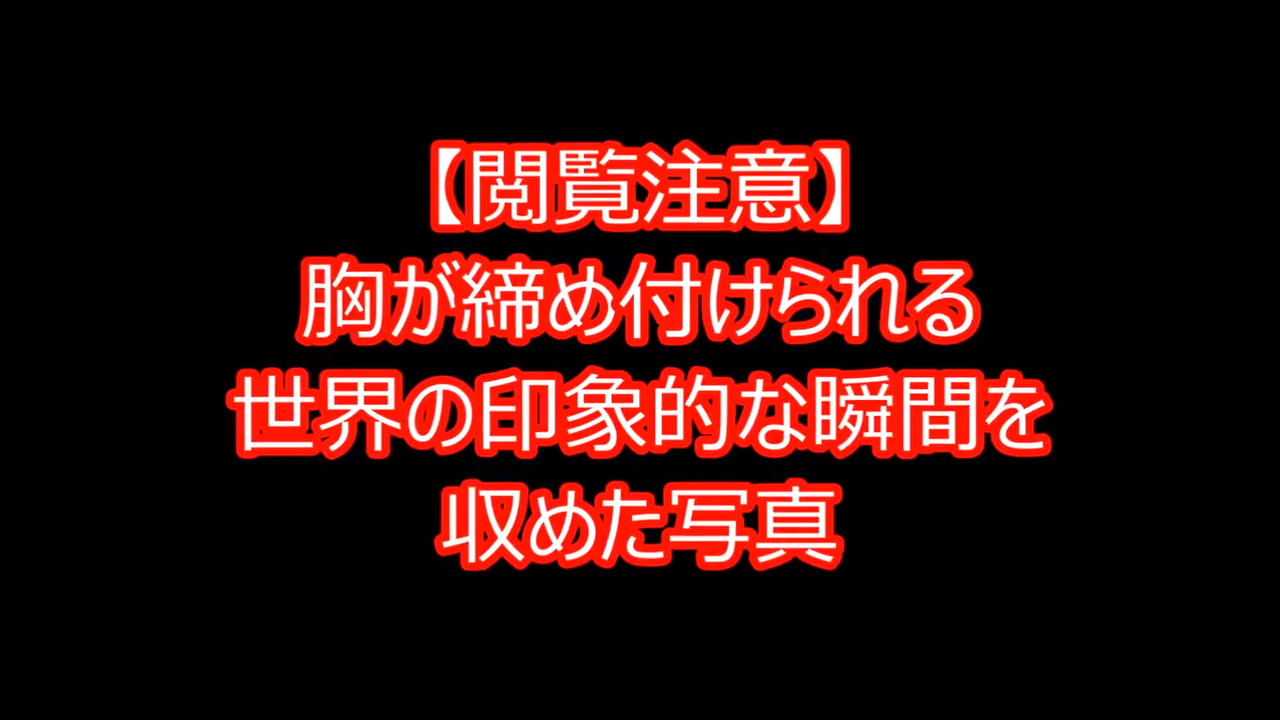 【閲覧注意】
胸が締め付けられる
世界の印象的な瞬間を
収めた写真